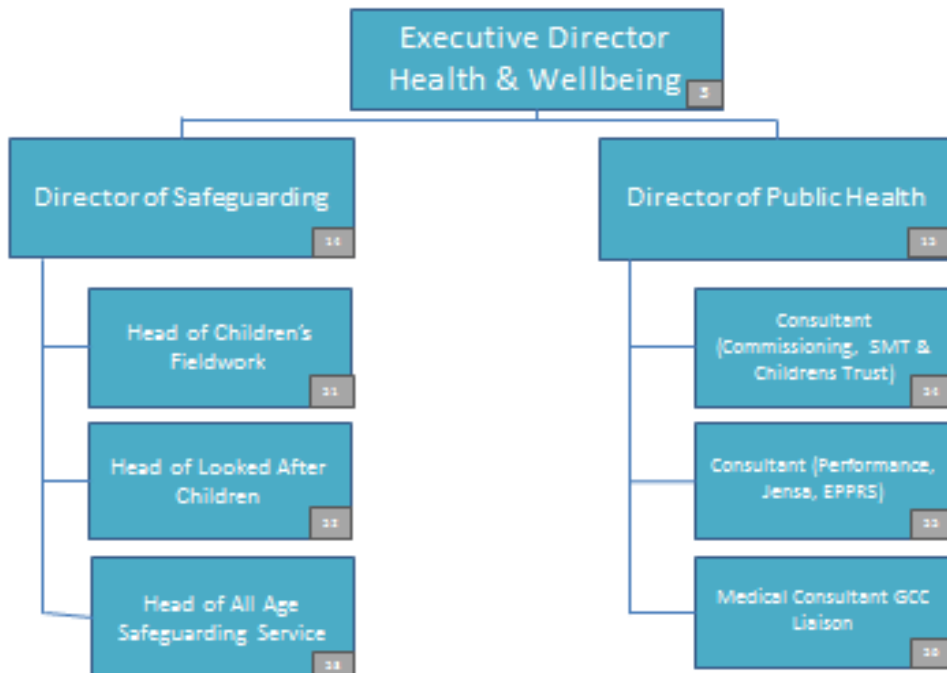 Executive Director
Health & Wellbeing
Director of Safeguarding
Director of Public Health
Head of Children's
Fieldwork
Head of Looked After
Children
Head of All Age
Safeguarding Service
Consultant
(Commissioning, SMT &
Childrens Trust)
Consultant (Performance,
Jensa, EPPRS)
Medical Consultant GCC
Liaison